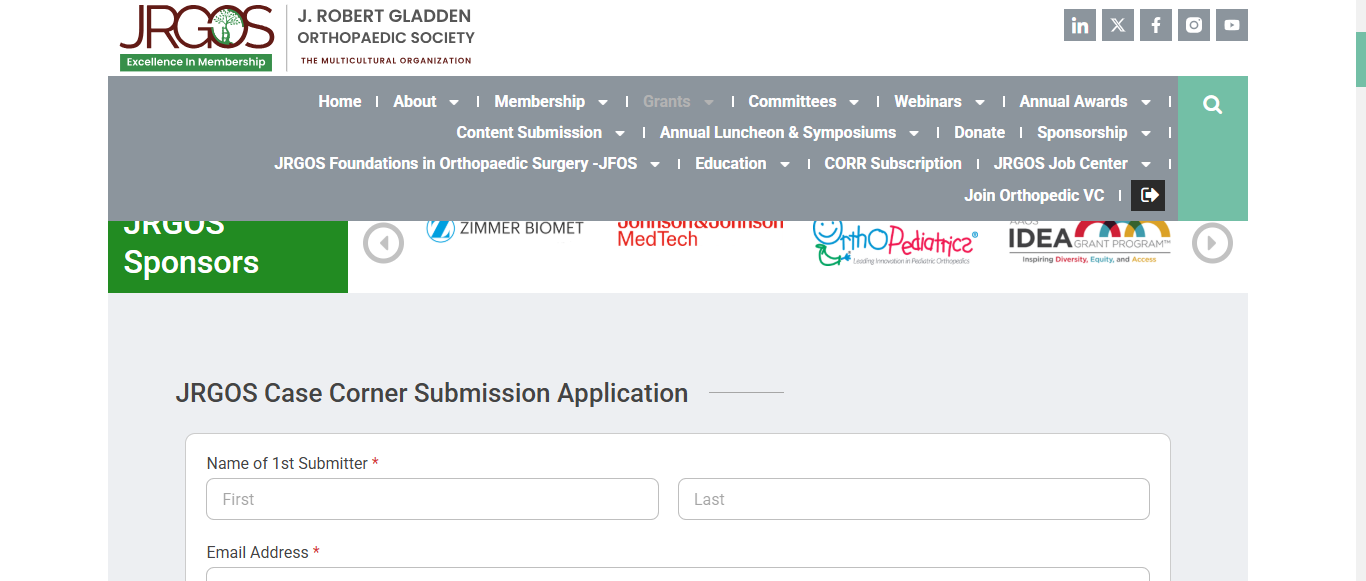 JRGOS
Excellence In Membership
J. ROBERT GLADDEN
ORTHOPAEDIC SOCIETY
THE MULTICULTURAL ORGANIZATION
Home About Membership Grants Committees Webinars Annual Awards
Content Submission Annual Luncheon & Symposiums Donate Sponsorship
JRGOS Foundations in Orthopaedic Surgery -JFOS Education CORR Subscription JRGOS Job Center
Join Orthopedic VC
JRGOS
Sponsors
ZIMMER BIOMET
Johnson&Johnson
MedTech
OrthoPediatrics®
Leading Innovation in Pediatric Orthopedics
AAOS
IDEA GRANT PROGRAM™
Inspiring Diversity, Equity, and Access
JRGOS Case Corner Submission Application
Name of 1st Submitter *
First Last
Email Address *